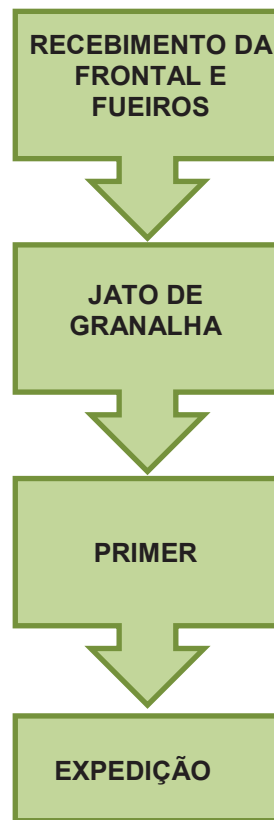 RECEBIMENTO DA
FRONTAL E
FUEIROS
JATO DE
GRANALHA
PRIMER
EXPEDIÇÃO